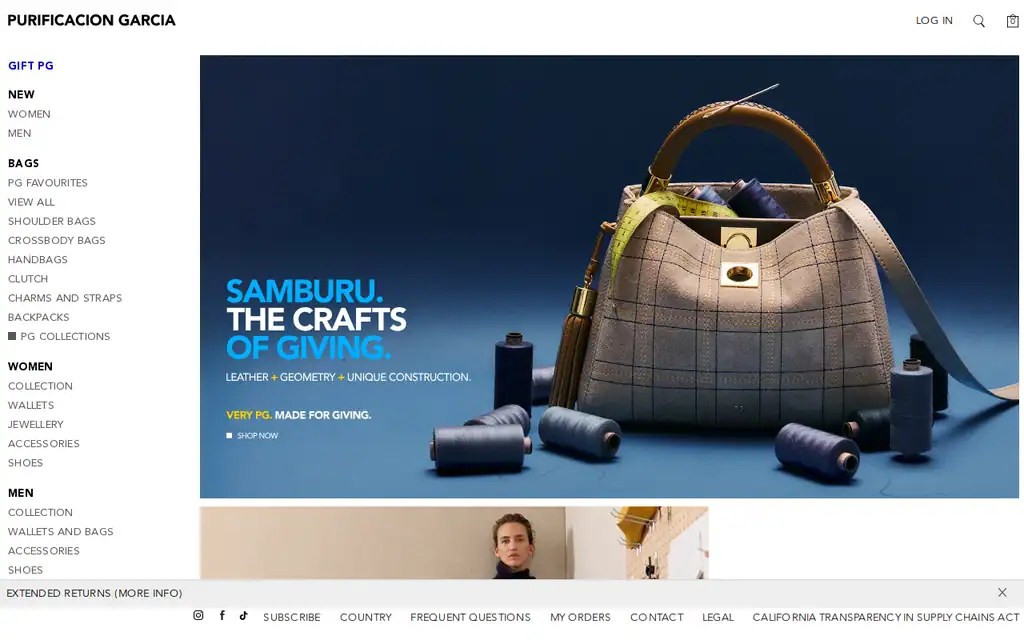 PURIFICACION GARCIA
LOG IN
0
GIFT PG
NEW
WOMEN
MEN
BAGS
PG FAVOURITES
VIEW ALL
SHOULDER BAGS
CROSSBODY BAGS
HANDBAGS
CLUTCH
CHARMS AND STRAPS
BACKPACKS
PG COLLECTIONS
WOMEN
COLLECTION
WALLETS
JEWELLERY
ACCESSORIES
SHOES
MEN
COLLECTION
WALLETS AND BAGS
ACCESSORIES
SHOES
SAMBURU.
THE CRAFTS
OF GIVING.
LEATHER + GEOMETRY + UNIQUE CONSTRUCTION.
VERY PG. MADE FOR GIVING.
SHOP NOW
EXTENDED RETURNS (MORE INFO)
SUBSCRIBE COUNTRY FREQUENT QUESTIONS MY ORDERS CONTACT LEGAL CALIFORNIA TRANSPARENCY IN SUPPLY CHAINS ACT